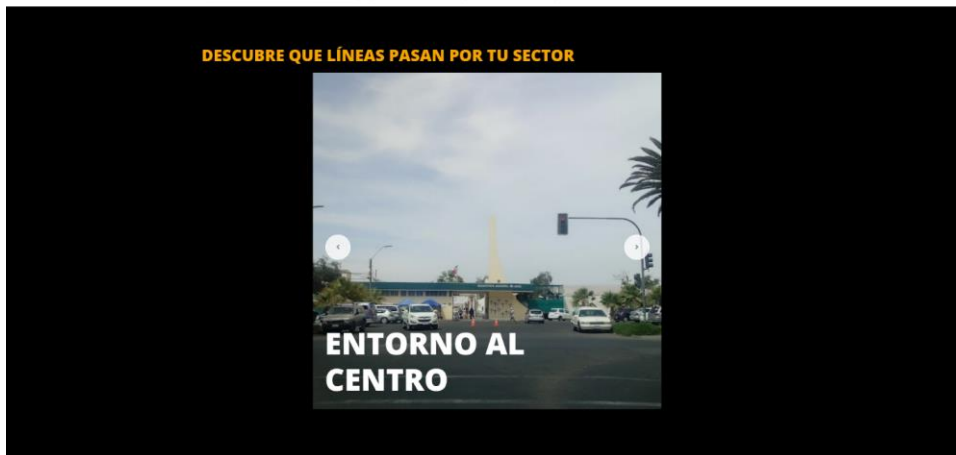 DESCUBRE QUE LÍNEAS PASAN POR TU SECTOR
ENTORNO AL
CENTRO